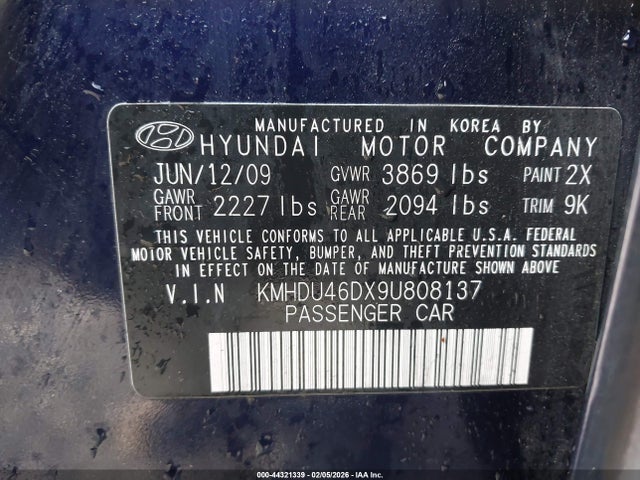 MANUFACTURED IN KOREA BY
HYUNDAI MOTOR COMPANY
JUN/12/09 GVWR 3869 lbs PAINT 2X
GAWR FRONT 2227 lbs GAWR REAR 2094 lbs TRIM 9K
THIS VEHICLE CONFORMS TO ALL APPLICABLE U.S.A. FEDERAL
MOTOR VEHICLE SAFETY, BUMPER, AND THEFT PREVENTION STANDARDS
IN EFFECT ON THE DATE OF MANUFACTURE SHOWN ABOVE
V.I.N KMHDU46DX9U808137
PASSENGER CAR
000-44321339 - 02/05/2026 - IAA Inc.